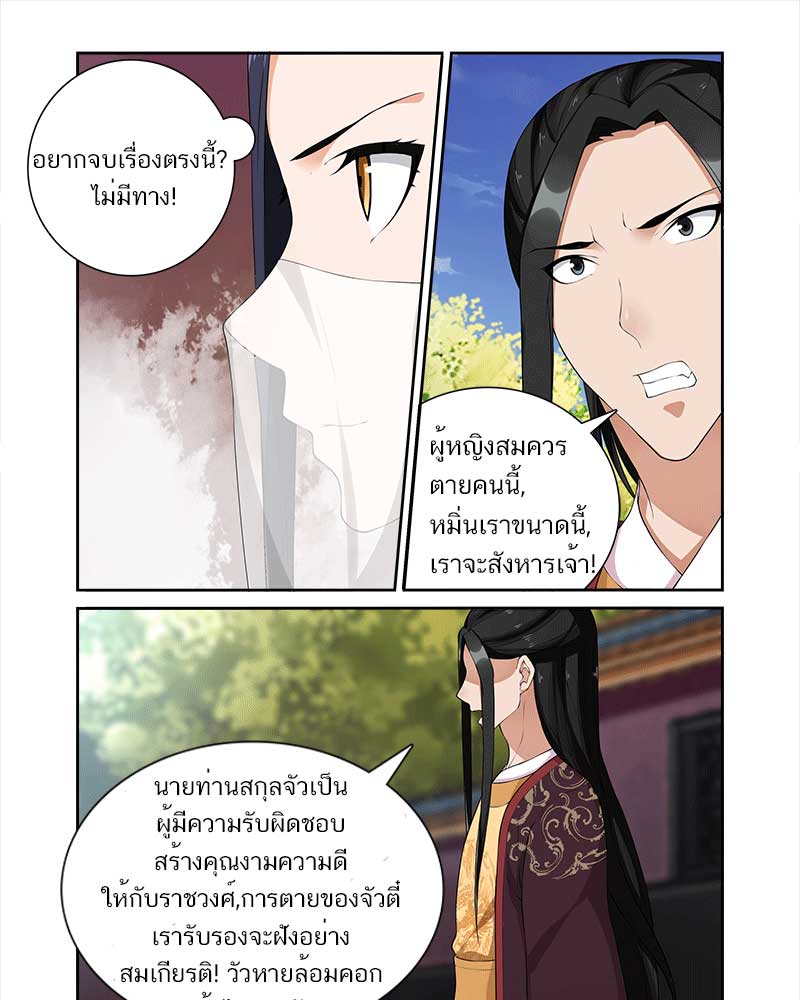 อยากจบเรื่องตรงนี้?
ไม่มีทาง!
ผู้หญิงสมควร
ตายคนนี้,
หมิ่นเราขนาดนี้,
เราจะสังหารเจ้า!
นายท่านสกุลจัวเป็น
ผู้มีความรับผิดชอบ
สร้างคุณงามความดี
ให้กับราชวงศ์,การตายของจัวตี๋
เรารับรองจะฝังอย่าง
สมเกียรติ! วัวหายล้อมคอก